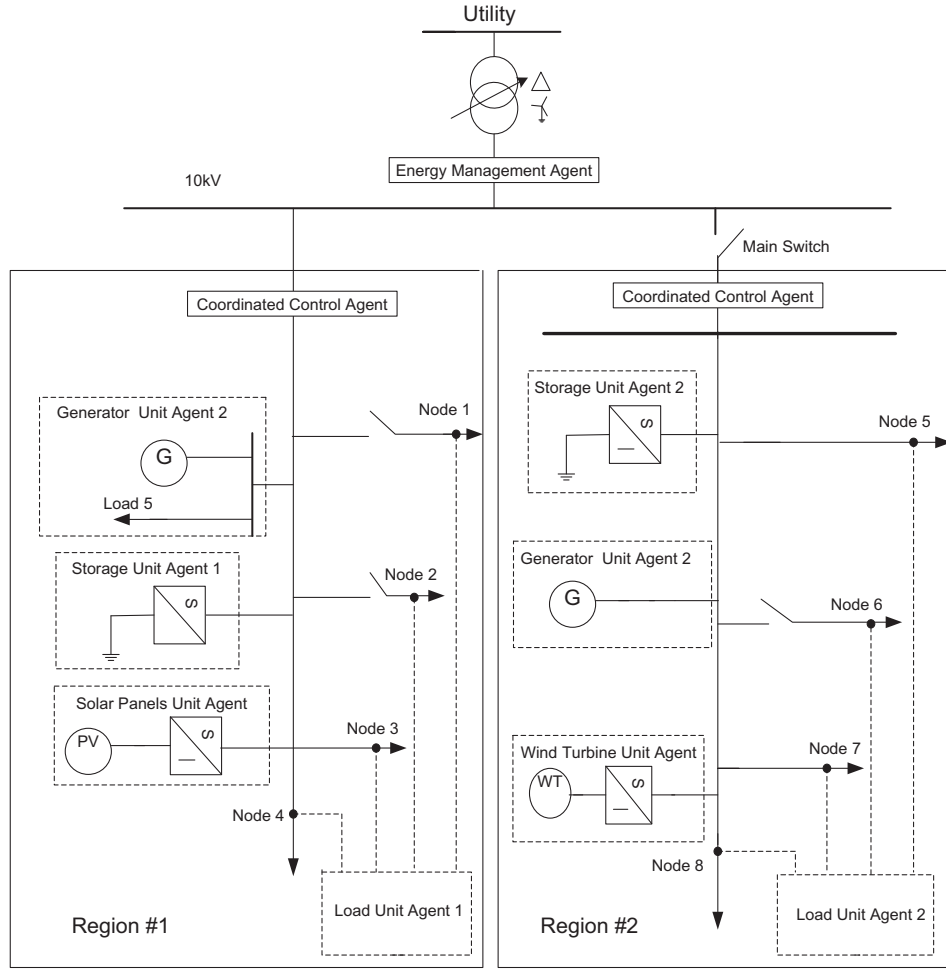 Utility
Energy Management Agent
10kV
Main Switch
Coordinated Control Agent
Coordinated Control Agent
Generator Unit Agent 2
G
Load 5
Node 1
Storage Unit Agent 1
S
Node 2
Solar Panels Unit Agent
PV
S
Node 3
Node 4
Load Unit Agent 1
Region #1
Storage Unit Agent 2
S
Node 5
Generator Unit Agent 2
G
Node 6
Wind Turbine Unit Agent
WT
S
Node 7
Node 8
Load Unit Agent 2
Region #2